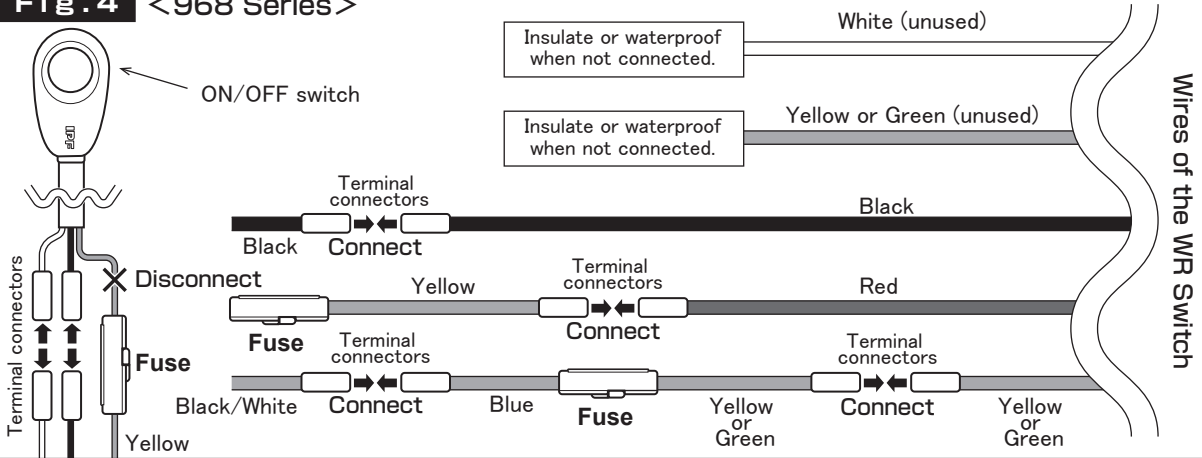 Fig.4 <968 Series>
ON/OFF switch
IPF
Terminal connectors
Disconnect
Fuse
Yellow
Insulate or waterproof
when not connected.
White (unused)
Insulate or waterproof
when not connected.
Yellow or Green (unused)
Terminal
connectors
Black
Connect
Black
Fuse
Yellow
Terminal
connectors
Connect
Red
Black/White
Terminal
connectors
Connect
Blue
Fuse
Yellow
or
Green
Terminal
connectors
Connect
Yellow
or
Green
Wires of the WR Switch